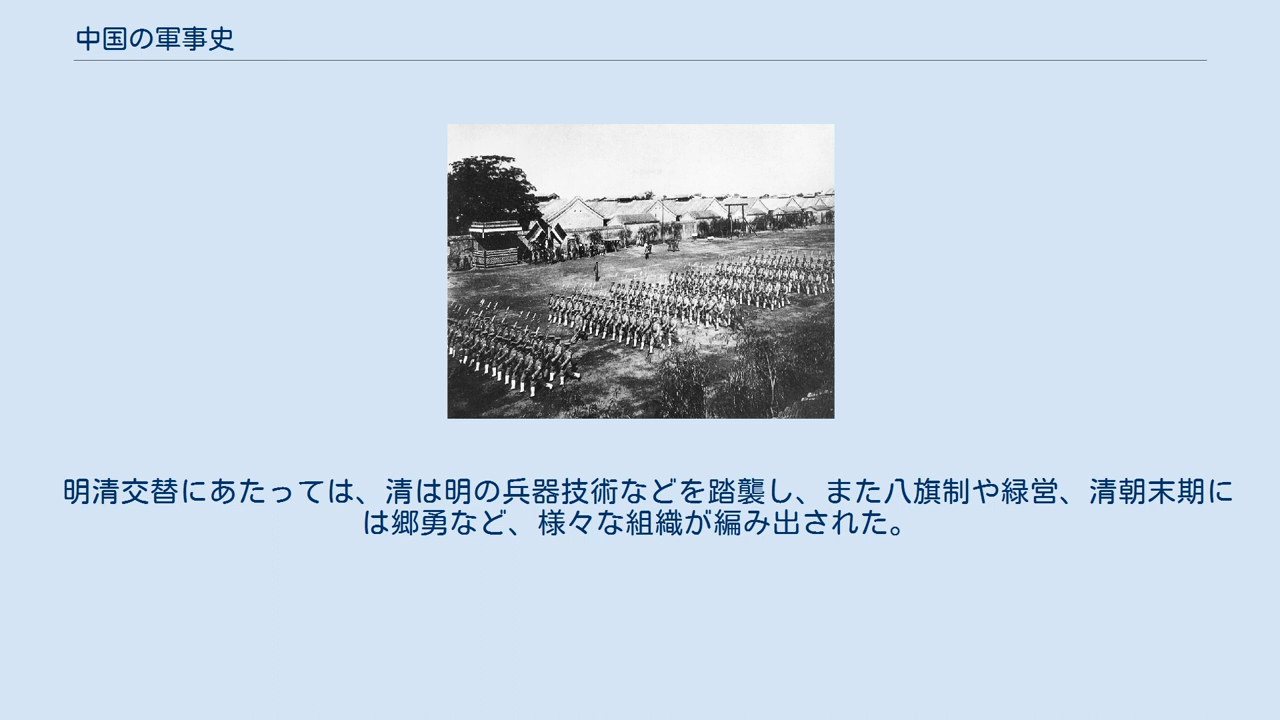 中国の軍事史
明清交替にあたっては、清は明の兵器技術などを踏襲し、また八旗制や緑営、清朝末期に
は郷勇など、様々な組織が編み出された。